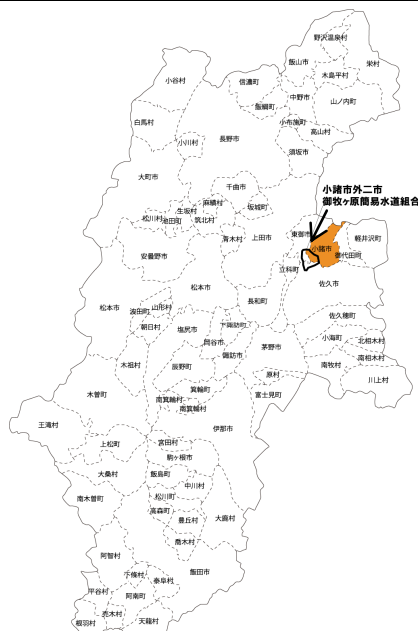 野沢温泉村
栄村
飯山市
小谷村
信濃町
木島平村
中野市
山ノ内町
飯綱町
白馬村
小布施町
高山村
長野市
小川村
須坂市
大町市
千曲市
小諸市外二市
御牧ヶ原簡易水道組合
麻績村
坂城町
生坂村
松川村
池田町
筑北村
青木村
上田市
東御市
小諸市
軽井沢町
御代田町
安曇野市
立科町
佐久市
松本市
長和町
松本市
山形村
波田町
佐久穂町
朝日村
塩尻市
下諏訪町
小海町
北相木村
岡谷市
茅野市
諏訪市
南相木村
木祖村
辰野町
南牧村
原村
川上村
箕輪町
木曽町
富士見町
南箕輪村
南箕輪村
王滝村
伊那市
上松町
宮田村
駒ヶ根市
大桑村
飯島町
中川村
南木曽町
松川町
高森町
豊丘村
大鹿村
喬木村
阿智村
下條村
飯田市
泰阜村
平谷村
阿南町
売木村
天龍村
根羽村